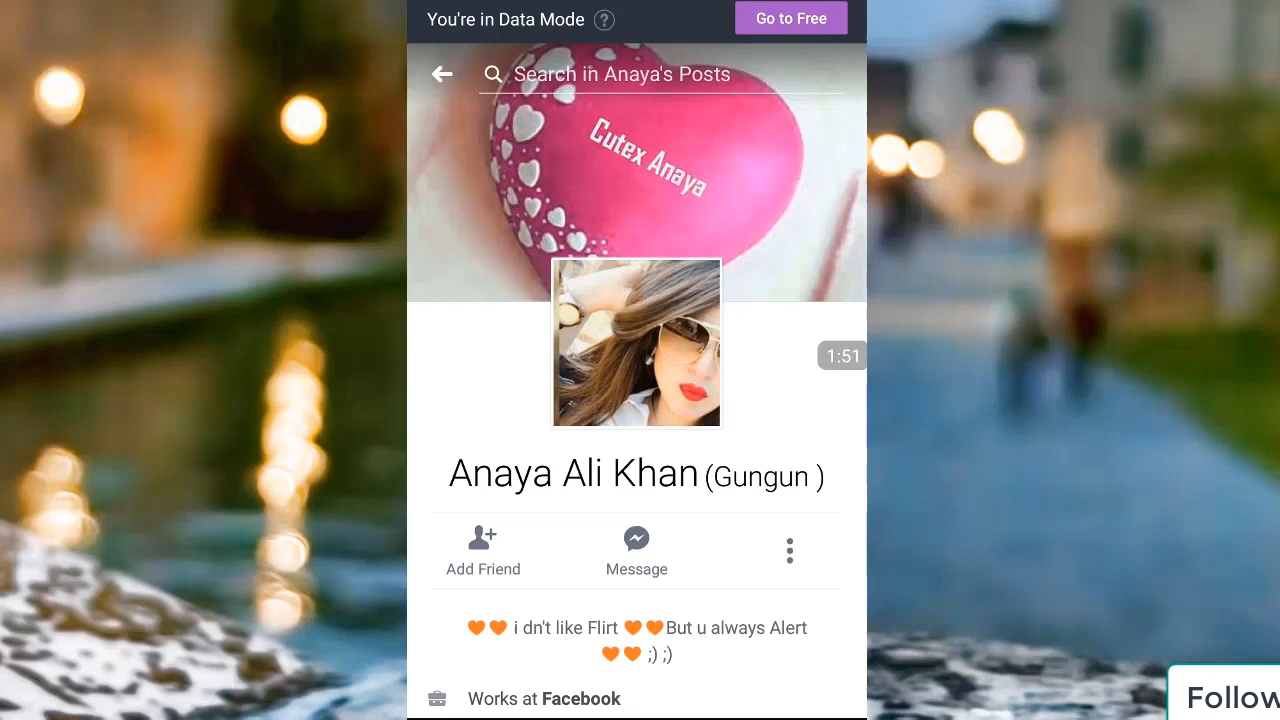 You're in Data Mode ?
Go to Free
Search in Anaya's Posts
Cutex Anaya
1:51
Anaya Ali Khan (Gungun )
Add Friend
Message
🧡🧡 i dn't like Flirt 🧡🧡But u always Alert
🧡🧡 ;) ;)
Works at Facebook
Follow